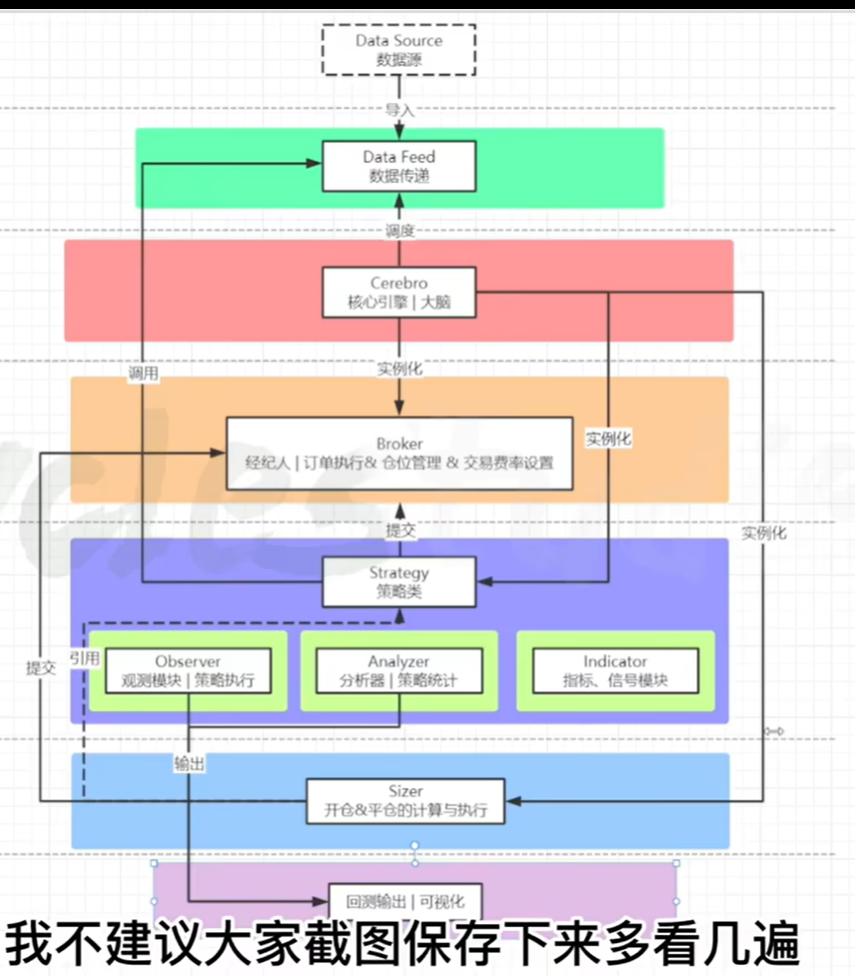 Data Source
数据源
导入
Data Feed
数据传递
调度
Cerebro
核心引擎 | 大脑
调用
实例化
Broker
经纪人 | 订单执行& 仓位管理 & 交易费率设置
实例化
提交
实例化
Strategy
策略类
引用
提交
Observer
观测模块 | 策略执行
Analyzer
分析器 | 策略统计
Indicator
指标、信号模块
输出
Sizer
开仓&平仓的计算与执行
回测输出 | 可视化
我不建议大家截图保存下来多看几遍